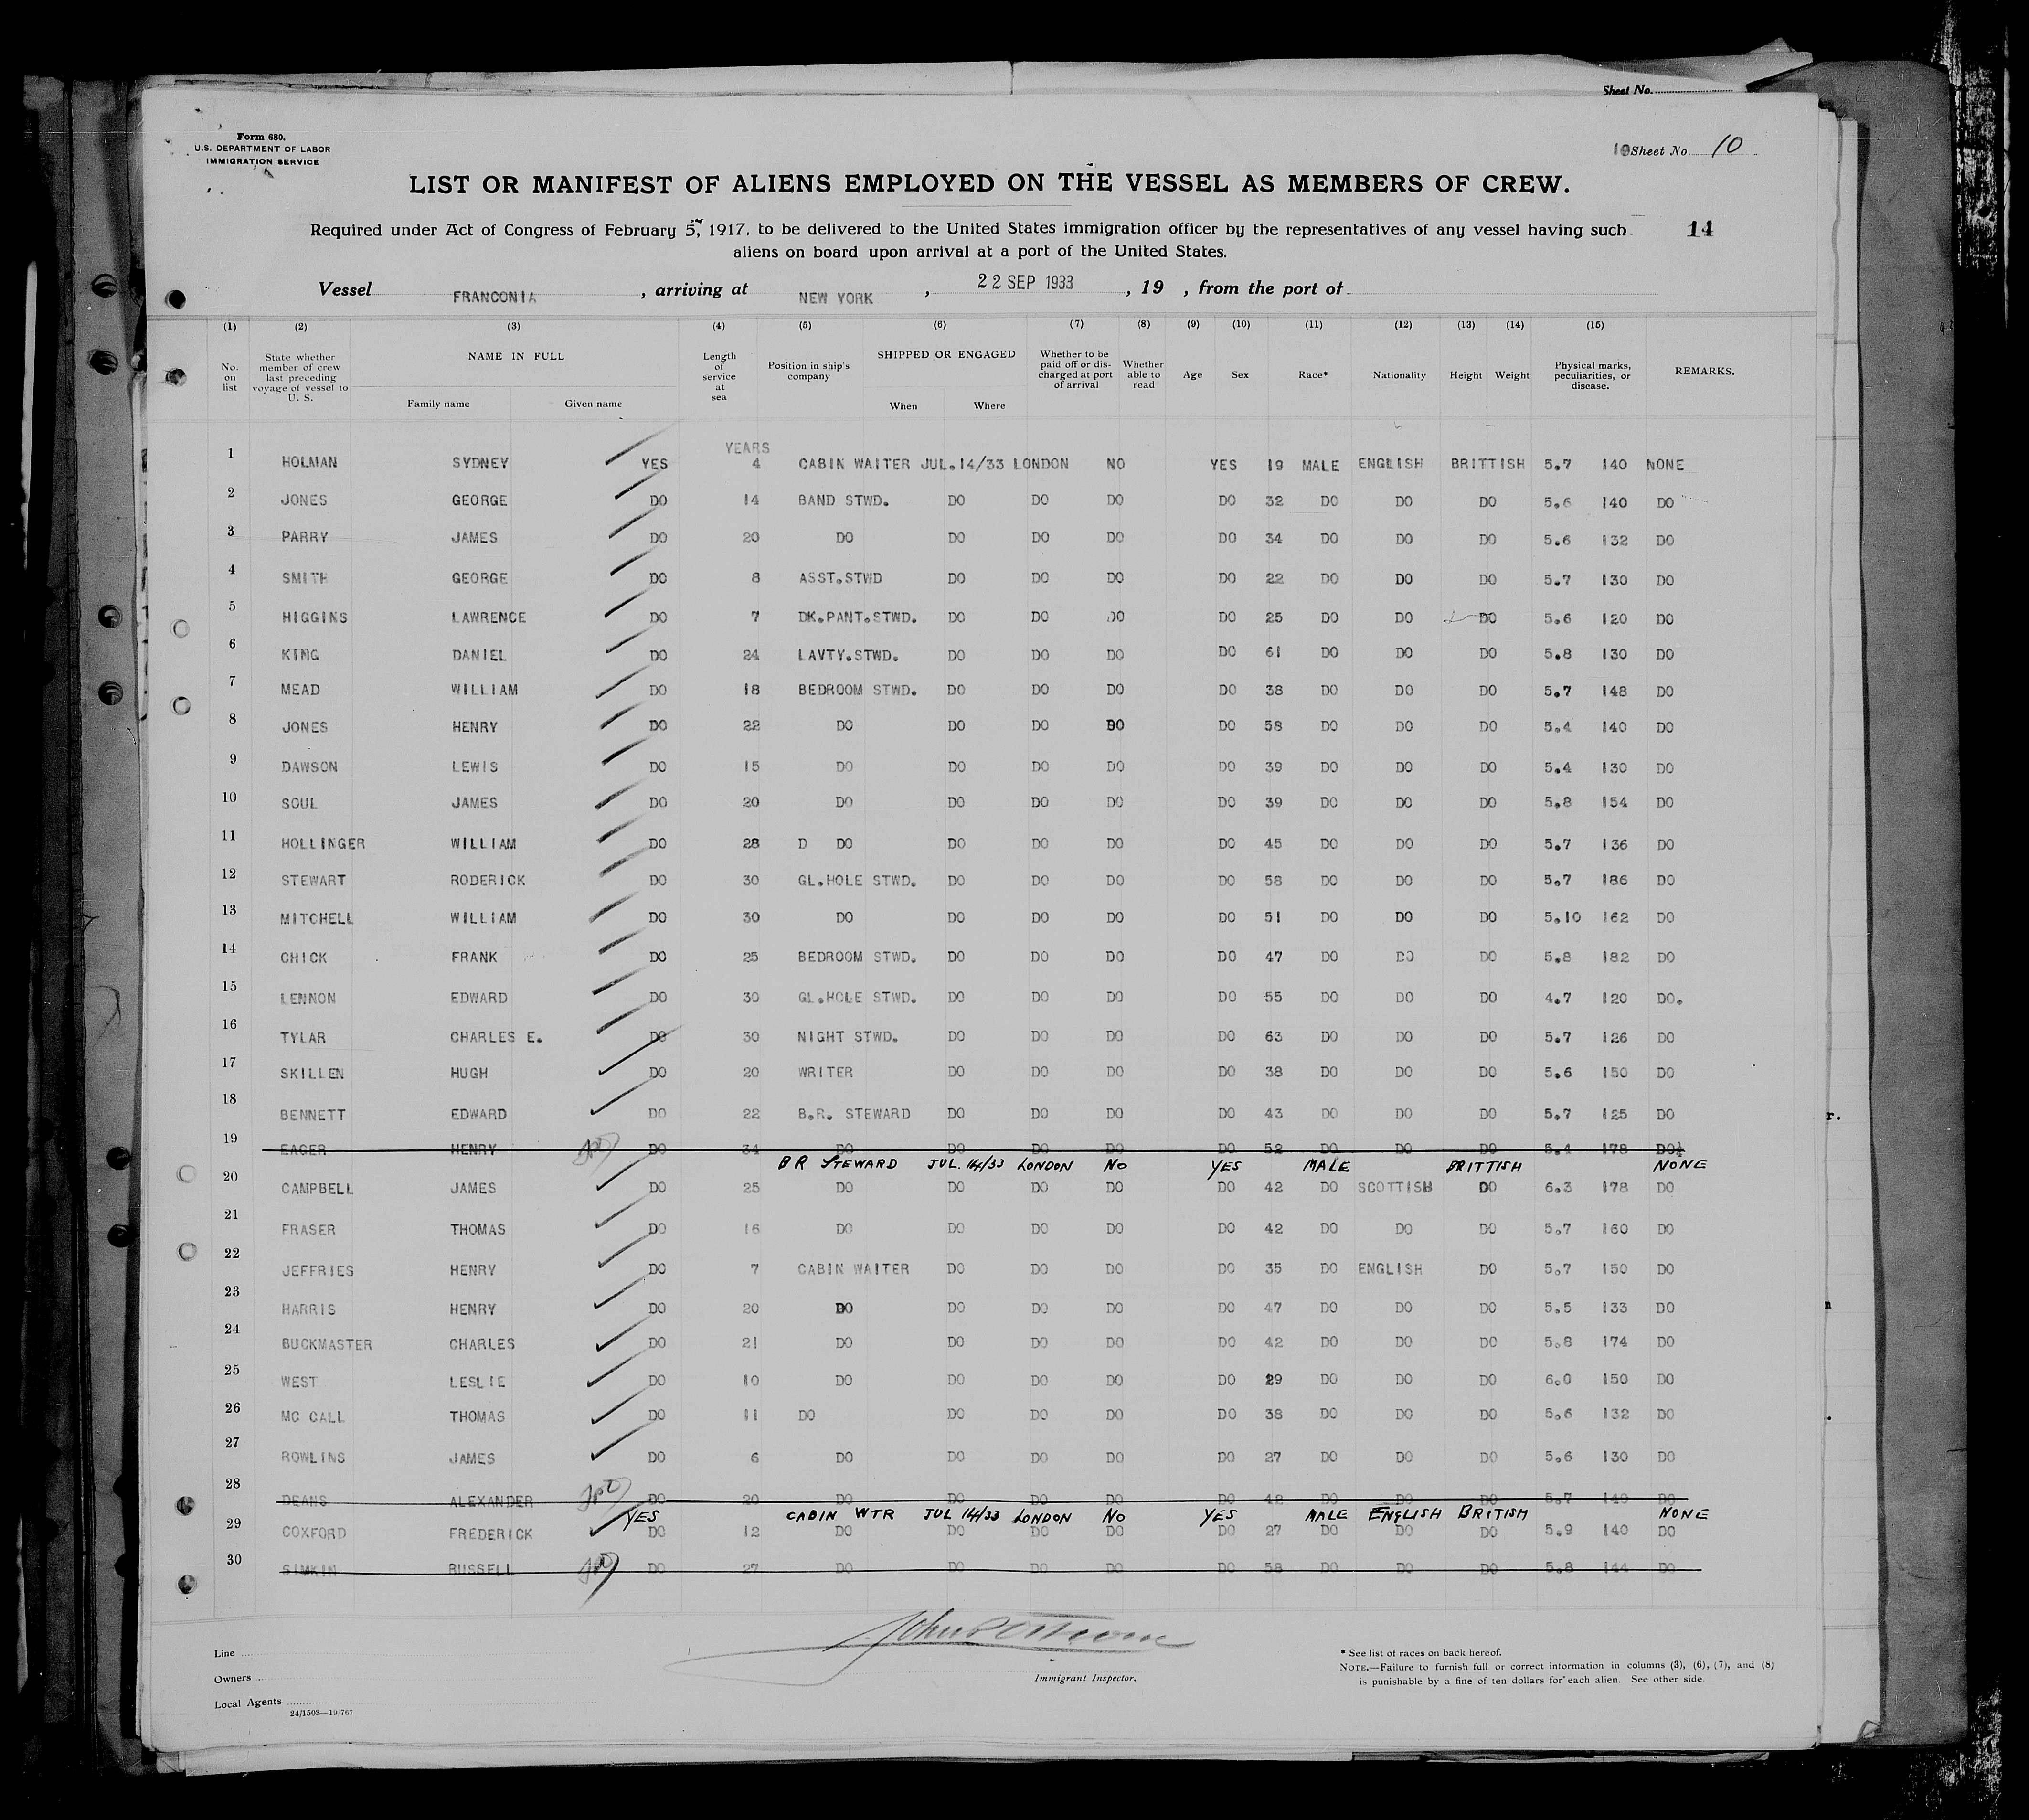 Sheet No.
Form 680.
U.S. DEPARTMENT OF LABOR
IMMIGRATION SERVICE
10 Sheet No. 10
LIST OR MANIFEST OF ALIENS EMPLOYED ON THE VESSEL AS MEMBERS OF CREW.
Required under Act of Congress of February 5, 1917, to be delivered to the United States immigration officer by the representatives of any vessel having such
14
aliens on board upon arrival at a port of the United States.
Vessel FRANCONIA, arriving at NEW YORK, 22 SEP 1933, 19 , from the port of
(1) (2) (3) (4) (5) (6) (7) (8) (9) (10) (11) (12) (13) (14) (15)
No. on list State whether member of crew last preceding voyage of vessel to U. S. NAME IN FULL Family name Given name Length of service at sea Position in ship's company SHIPPED OR ENGAGED When Where Whether to be paid off or discharged at port of arrival Whether able to read Age Sex Race* Nationality Height Weight Physical marks, peculiarities, or disease. REMARKS.
YEARS
1 HOLMAN SYDNEY YES 4 CABIN WAITER JUL.14/33 LONDON NO YES 19 MALE ENGLISH BRITTISH 5.7 140 NONE
2 JONES GEORGE DO 14 BAND STWD. DO DO DO DO 32 DO DO DO 5.6 140 DO
3 PARRY JAMES DO 20 DO DO DO DO DO 34 DO DO DO 5.6 132 DO
4 SMITH GEORGE DO 8 ASST.STWD DO DO DO DO 22 DO DO DO 5.7 130 DO
5 HIGGINS LAWRENCE DO 7 DK.PANT.STWD. DO DO DO DO 25 DO DO DO 5.6 120 DO
6 KING DANIEL DO 24 LAVTY.STWD. DO DO DO DO 61 DO DO DO 5.8 130 DO
7 MEAD WILLIAM DO 18 BEDROOM STWD. DO DO DO DO 38 DO DO DO 5.7 148 DO
8 JONES HENRY DO 22 DO DO DO DO DO 58 DO DO DO 5.4 140 DO
9 DAWSON LEWIS DO 15 DO DO DO DO DO 39 DO DO DO 5.4 130 DO
10 SOUL JAMES DO 20 DO DO DO DO DO 39 DO DO DO 5.8 154 DO
11 HOLLINGER WILLIAM DO 28 D DO DO DO DO DO 45 DO DO DO 5.7 136 DO
12 STEWART RODERICK DO 30 GL.HOLE STWD. DO DO DO DO 58 DO DO DO 5.7 186 DO
13 MITCHELL WILLIAM DO 30 DO DO DO DO DO 51 DO DO DO 5.10 162 DO
14 CHICK FRANK DO 25 BEDROOM STWD. DO DO DO DO 47 DO DO DO 5.8 182 DO
15 LENNON EDWARD DO 30 GL.HOLE STWD. DO DO DO DO 55 DO DO DO 4.7 120 DO.
16 TYLAR CHARLES E. DO 30 NIGHT STWD. DO DO DO DO 63 DO DO DO 5.7 126 DO
17 SKILLEN HUGH DO 20 WRITER DO DO DO DO 38 DO DO DO 5.6 150 DO
18 BENNETT EDWARD DO 22 B.R. STEWARD DO DO DO DO 43 DO DO DO 5.7 125 DO
19 EAGER HENRY DO 34 DO DO DO DO DO 52 DO DO DO 5.4 178 DO
B R STEWARD JUL. 14/33 LONDON NO YES MALE BRITTISH NONE
20 CAMPBELL JAMES DO 25 DO DO DO DO DO 42 DO SCOTTISH DO 6.3 178 DO
21 FRASER THOMAS DO 16 DO DO DO DO DO 42 DO DO DO 5.7 160 DO
22 JEFFRIES HENRY DO 7 CABIN WAITER DO DO DO DO 35 DO ENGLISH DO 5.7 150 DO
23 HARRIS HENRY DO 20 DO DO DO DO DO 47 DO DO DO 5.5 133 DO
24 BUCKMASTER CHARLES DO 21 DO DO DO DO DO 42 DO DO DO 5.8 174 DO
25 WEST LESLIE DO 10 DO DO DO DO DO 29 DO DO DO 6.0 150 DO
26 MC CALL THOMAS DO 11 DO DO DO DO DO 38 DO DO DO 5.6 132 DO
27 ROWLINS JAMES DO 6 DO DO DO DO DO 27 DO DO DO 5.6 130 DO
28 DEANS ALEXANDER DO 20 DO DO DO DO DO 42 DO DO DO 5.7 140 DO
YES CABIN WTR JUL 14/33 LONDON NO YES MALE ENGLISH BRITISH NONE
29 COXFORD FREDERICK DO 12 DO DO DO DO DO 27 DO DO DO 5.9 140 DO
30 SIMKIN RUSSELL DO 27 DO DO DO DO DO 58 DO DO DO 5.8 144 DO
Line
Owners
Local Agents
24/1503—19/767
Immigrant Inspector.
* See list of races on back hereof.
NOTE.—Failure to furnish full or correct information in columns (3), (6), (7), and (8)
is punishable by a fine of ten dollars for each alien. See other side.